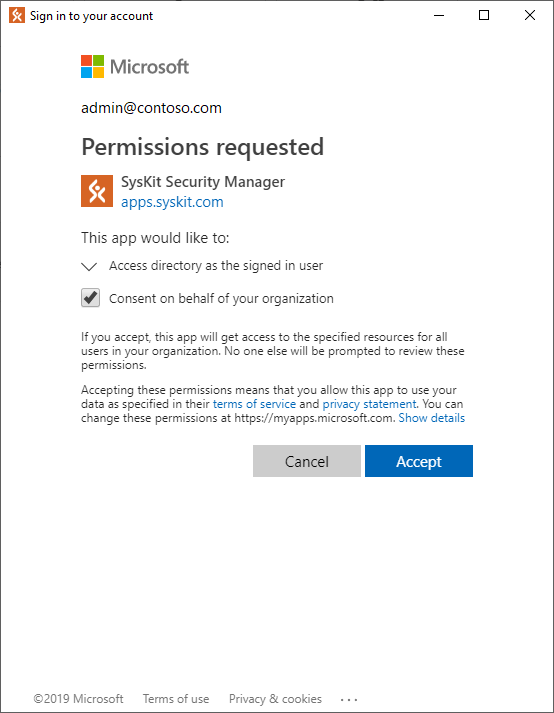 Sign in to your account
Microsoft
admin@contoso.com
Permissions requested
SysKit Security Manager
apps.syskit.com
This app would like to:
Access directory as the signed in user
Consent on behalf of your organization
If you accept, this app will get access to the specified resources for all
users in your organization. No one else will be prompted to review these
permissions.
Accepting these permissions means that you allow this app to use your
data as specified in their terms of service and privacy statement. You can
change these permissions at https://myapps.microsoft.com. Show details
Cancel
Accept
©2019 Microsoft Terms of use Privacy & cookies ...